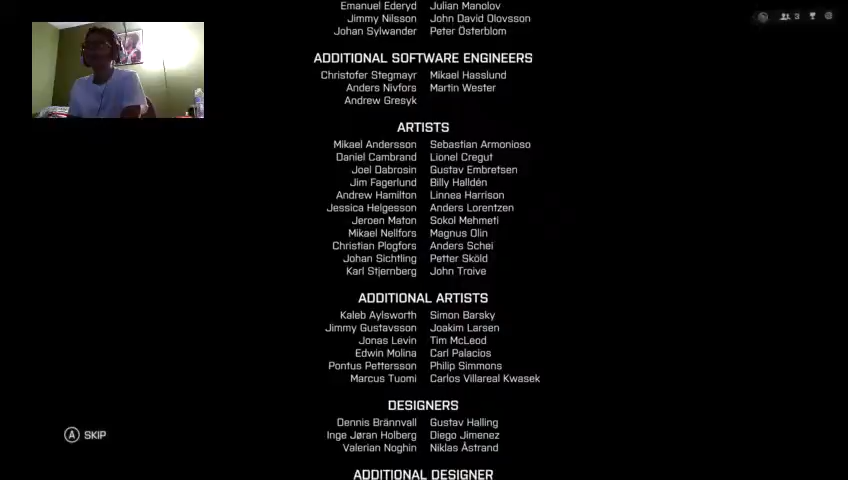 Emanuel Ederyd Julian Manolov
Jimmy Nilsson John David Olovsson
Johan Sylwander Peter Österblom
ADDITIONAL SOFTWARE ENGINEERS
Christofer Stegmayr Mikael Hasslund
Anders Nivfors Martin Wester
Andrew Gresyk
ARTISTS
Mikael Andersson Sebastian Armonioso
Daniel Cambrand Lionel Cregut
Joel Dabrosin Gustav Embretsen
Jim Fagerlund Billy Halldén
Andrew Hamilton Linnea Harrison
Jessica Helgesson Anders Lorentzen
Jeroen Maton Sokol Mehmeti
Mikael Nellfors Magnus Olin
Christian Plogfors Anders Schei
Johan Sichtling Petter Sköld
Karl Stjernberg John Troive
ADDITIONAL ARTISTS
Kaleb Aylsworth Simon Barsky
Jimmy Gustavsson Joakim Larsen
Jonas Levin Tim McLeod
Edwin Molina Carl Palacios
Pontus Pettersson Philip Simmons
Marcus Tuomi Carlos Villareal Kwasek
DESIGNERS
Dennis Brännvall Gustav Halling
Inge Jøran Holberg Diego Jimenez
Valerian Noghin Niklas Åstrand
ADDITIONAL DESIGNER
A SKIP
3